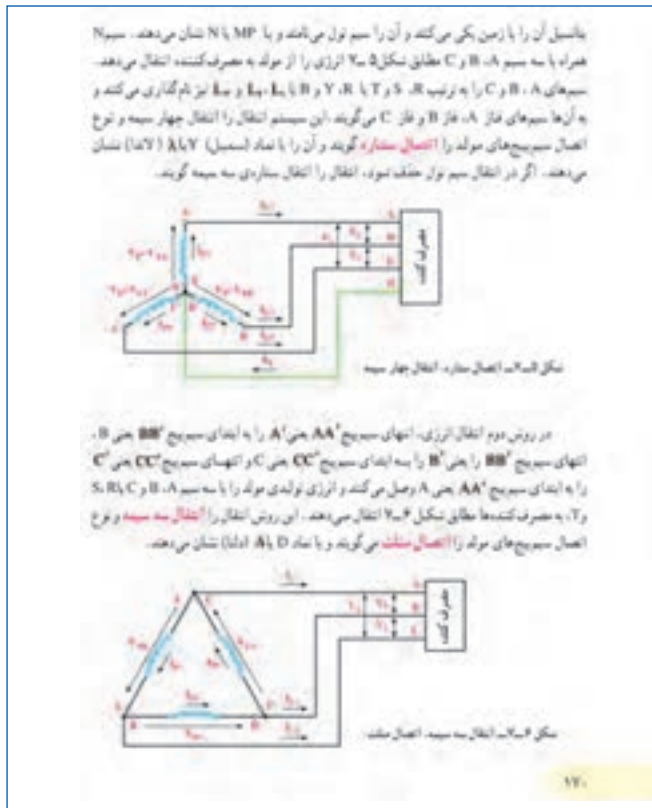 پتانسیل آن را با زمین یکی می‌کنند و آن را سیم نول می‌نامند و با MP یا N نشان می‌دهند. سیم N
همراه با سه سیم A، B و C مطابق شکل ۵ـ۷ انرژی را از مولد به مصرف‌کننده انتقال می‌دهد.
سیم‌های A، B و C را به ترتیب R، S و T یا R، Y و B یا L₁، L₂ و L₃ نیز نام‌گذاری می‌کنند و
به آن‌ها سیم‌های فاز A، فاز B و فاز C می‌گویند. این سیستم انتقال را انتقال چهار سیمه و نوع
اتصال سیم‌پیچ‌های مولد را اتصال ستاره گویند و آن را با نماد (سمبل) Y یا λ (لاندا) نشان
می‌دهند. اگر در انتقال سیم نول حذف شود، انتقال را انتقال ستاره‌ی سه سیمه گویند.
مصرف کننده
شکل ۵ـ۷ـ اتصال ستاره، انتقال چهار سیمه
در روش دوم انتقال انرژی، انتهای سیم‌پیچ AA′ یعنی A′ را به ابتدای سیم‌پیچ BB′ یعنی B،
انتهای سیم‌پیچ BB′ را یعنی B′ را به ابتدای سیم‌پیچ CC′ یعنی C و انتهای سیم‌پیچ CC′ یعنی C′
را به ابتدای سیم‌پیچ AA′ یعنی A وصل می‌کنند و انرژی تولیدی مولد را با سه سیم A، B و C یا S، R
و T، به مصرف‌کننده‌ها مطابق شکل ۶ـ۷ انتقال می‌دهند. این روش انتقال را انتقال سه سیمه و نوع
اتصال سیم‌پیچ‌های مولد را اتصال مثلث می‌گویند و با نماد D یا Δ (دلتا) نشان می‌دهند.
مصرف کننده
شکل ۶ـ۷ـ انتقال سه سیمه، اتصال مثلث
۱۷۰